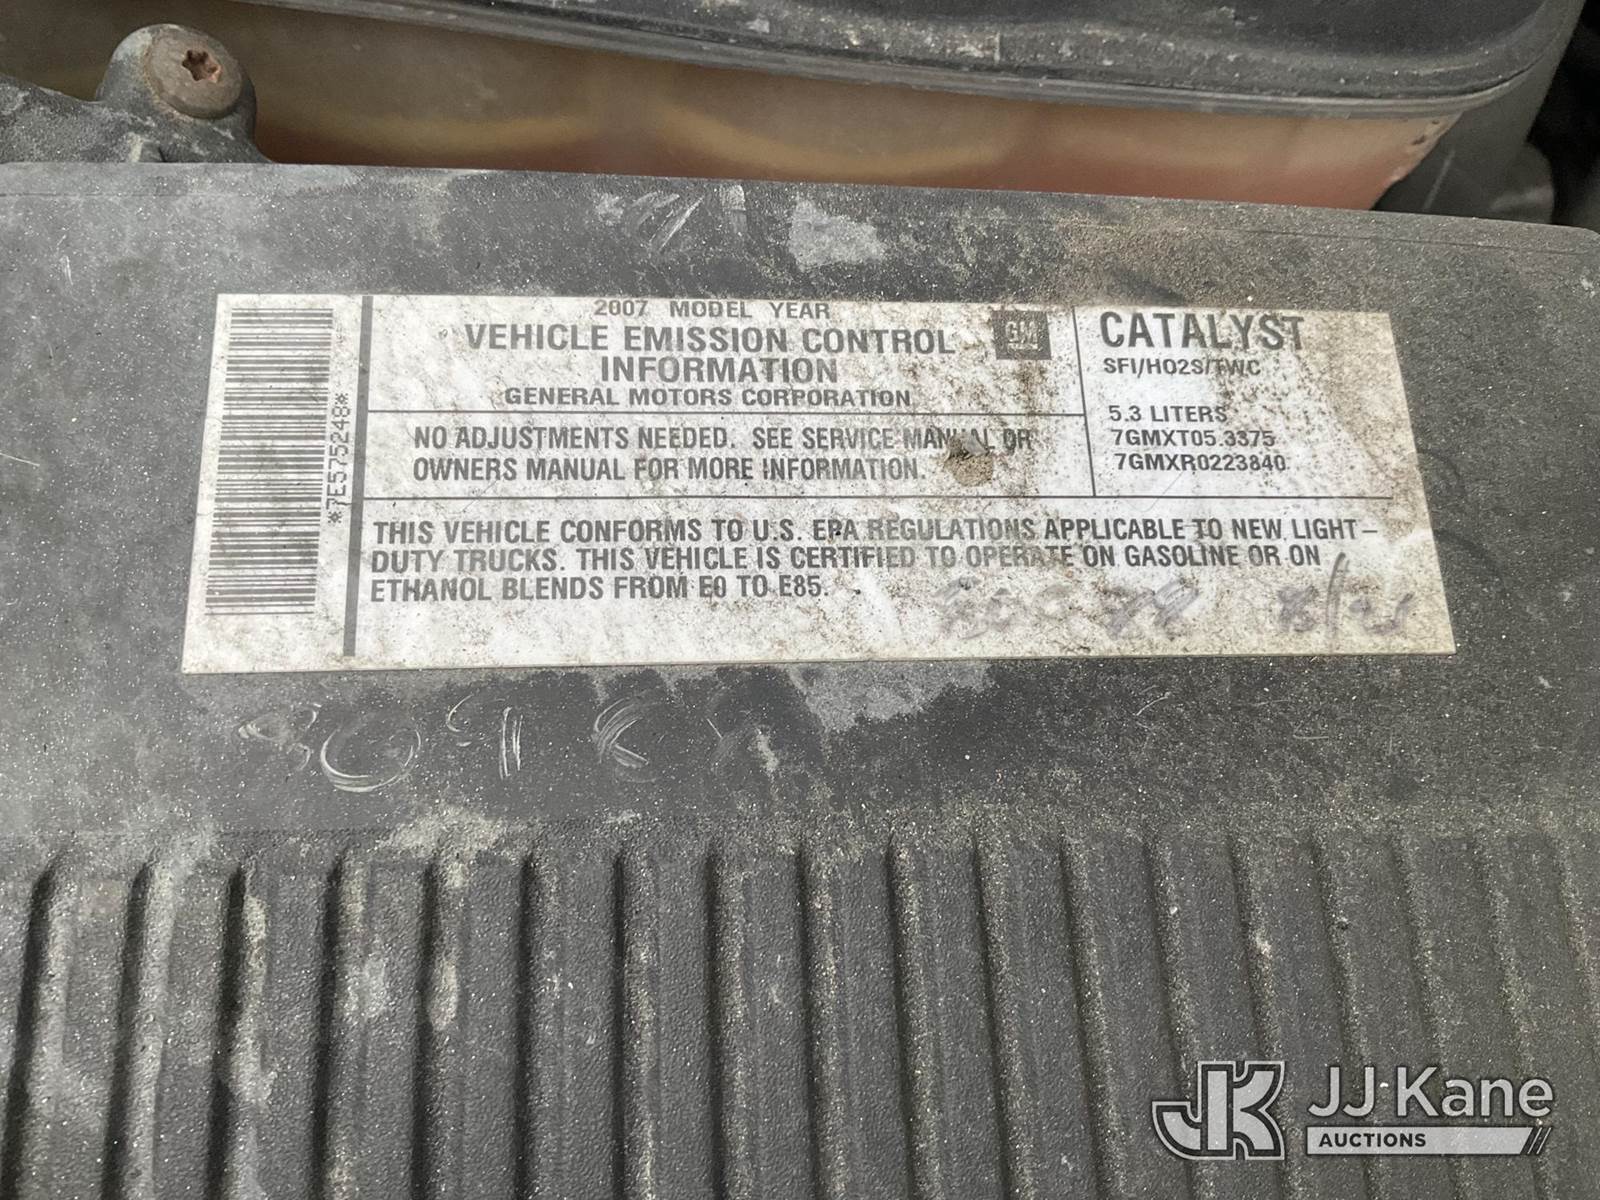 2007 MODEL YEAR
VEHICLE EMISSION CONTROL
INFORMATION
GENERAL MOTORS CORPORATION
GM
NO ADJUSTMENTS NEEDED. SEE SERVICE MANUAL OR
OWNERS MANUAL FOR MORE INFORMATION.
CATALYST
SFI/HO2S/TWC
5.3 LITERS
7GMXT05.3375
7GMXR0223840
THIS VEHICLE CONFORMS TO U.S. EPA REGULATIONS APPLICABLE TO NEW LIGHT-
DUTY TRUCKS. THIS VEHICLE IS CERTIFIED TO OPERATE ON GASOLINE OR ON
ETHANOL BLENDS FROM E0 TO E85.
*7E575248*
JK JJ Kane
AUCTIONS